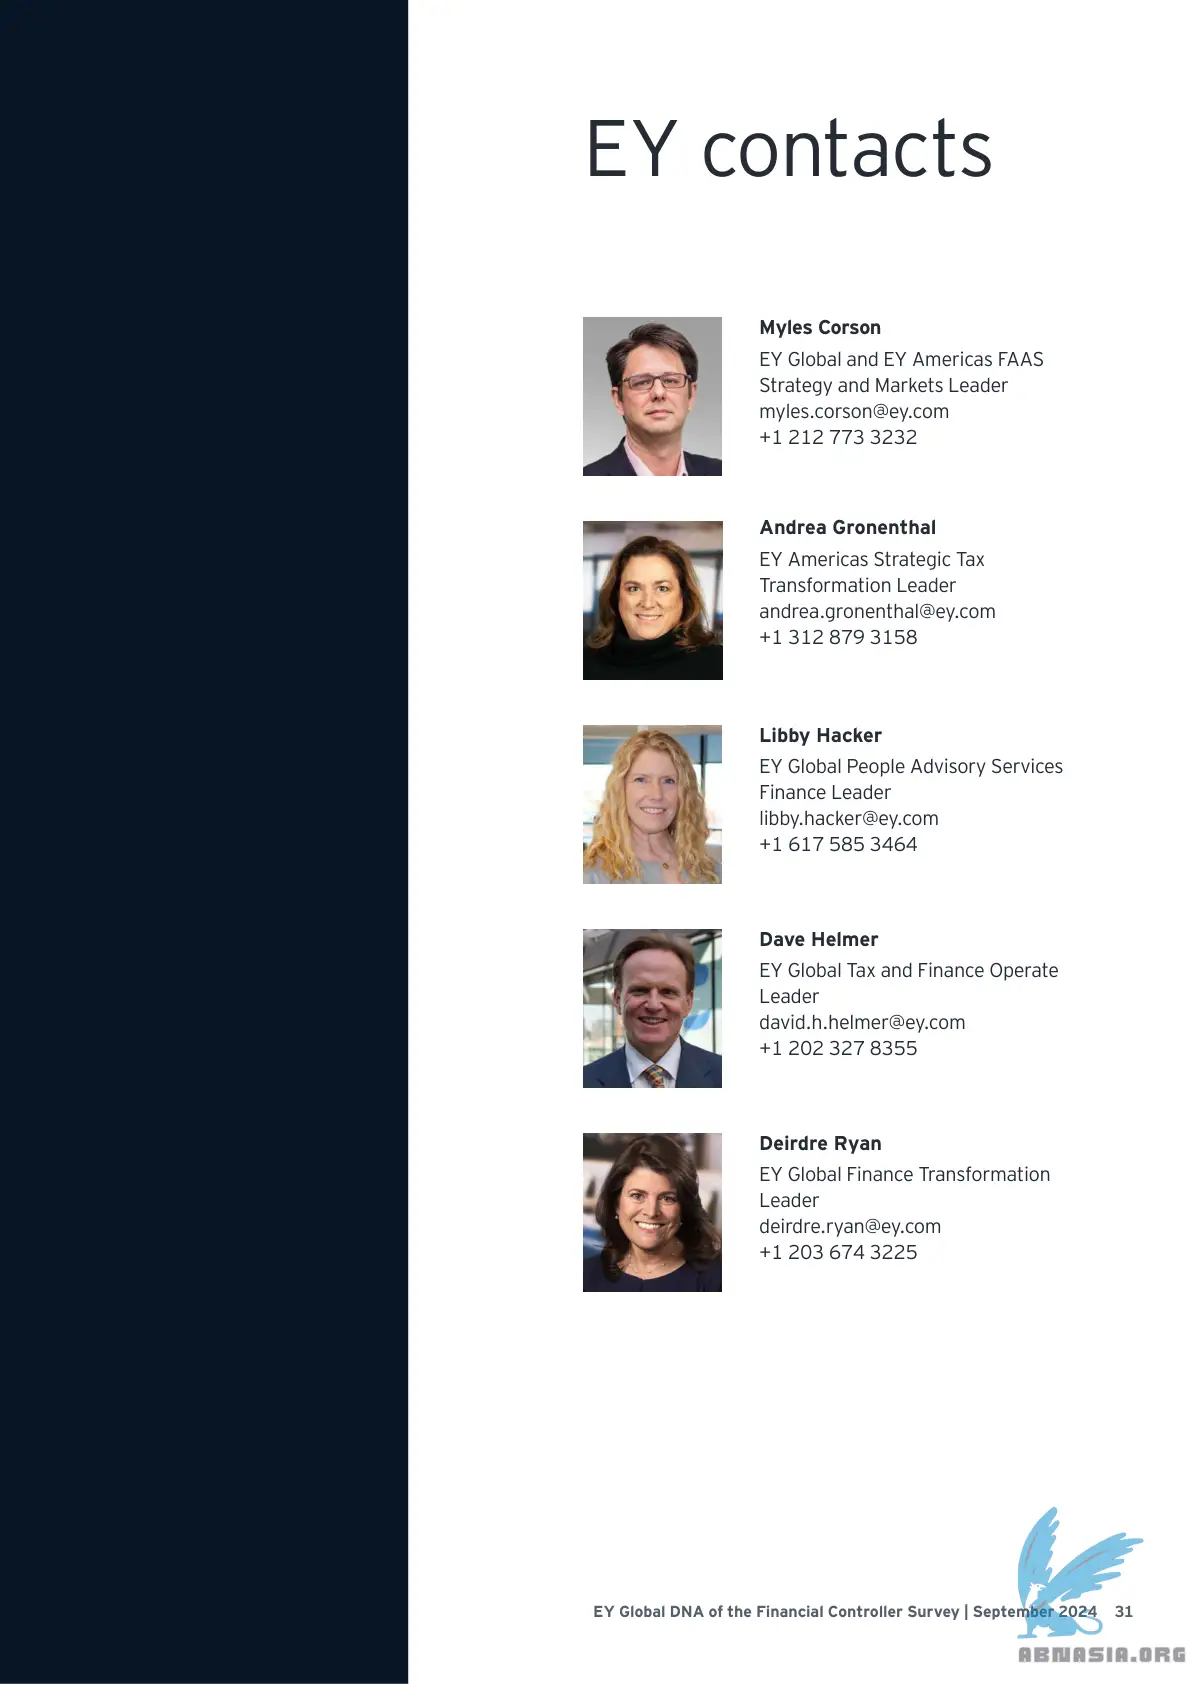 EY contacts
Myles Corson
EY Global and EY Americas FAAS
Strategy and Markets Leader
myles.corson@ey.com
+1 212 773 3232
Andrea Gronenthal
EY Americas Strategic Tax
Transformation Leader
andrea.gronenthal@ey.com
+1 312 879 3158
Libby Hacker
EY Global People Advisory Services
Finance Leader
libby.hacker@ey.com
+1 617 585 3464
Dave Helmer
EY Global Tax and Finance Operate
Leader
david.h.helmer@ey.com
+1 202 327 8355
Deirdre Ryan
EY Global Finance Transformation
Leader
deirdre.ryan@ey.com
+1 203 674 3225
EY Global DNA of the Financial Controller Survey | September 2024 31
ABNASIA.ORG